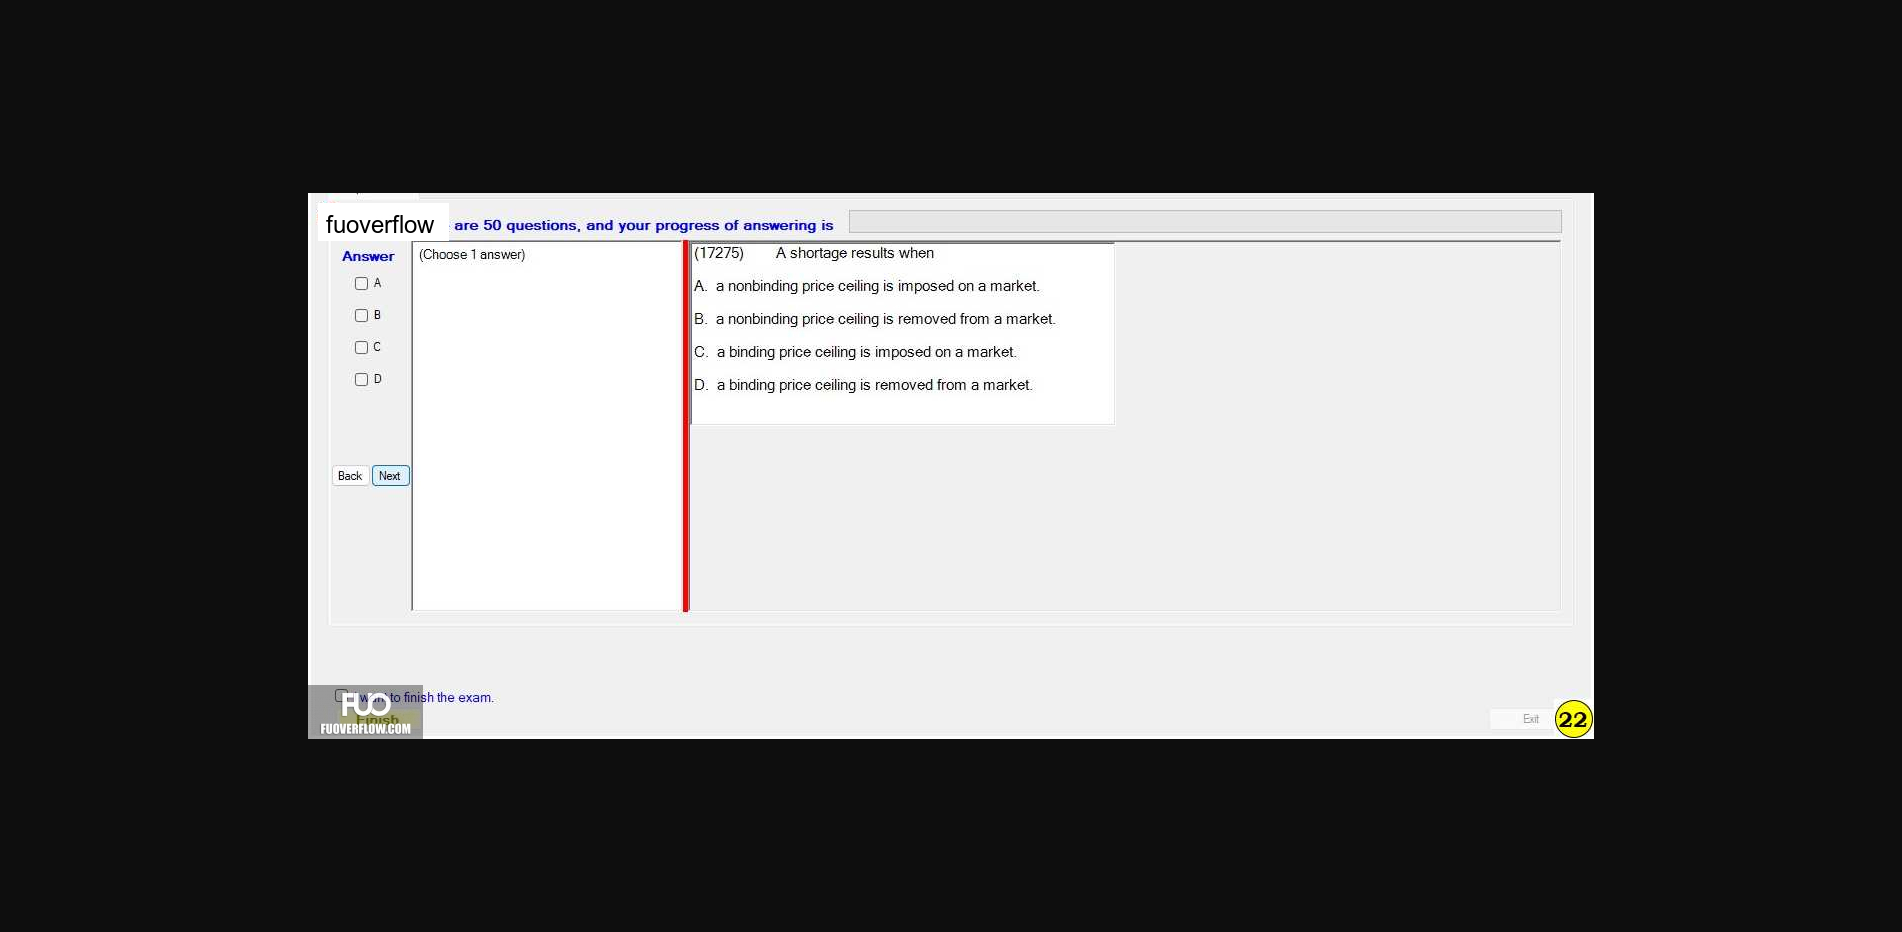 fuoverflow are 50 questions, and your progress of answering is
Answer
(Choose 1 answer)
A
B
C
D
Back Next
(17275) A shortage results when
A. a nonbinding price ceiling is imposed on a market.
B. a nonbinding price ceiling is removed from a market.
C. a binding price ceiling is imposed on a market.
D. a binding price ceiling is removed from a market.
want to finish the exam.
FUO
Finish
FUOVERFLOW.COM
Exit
22